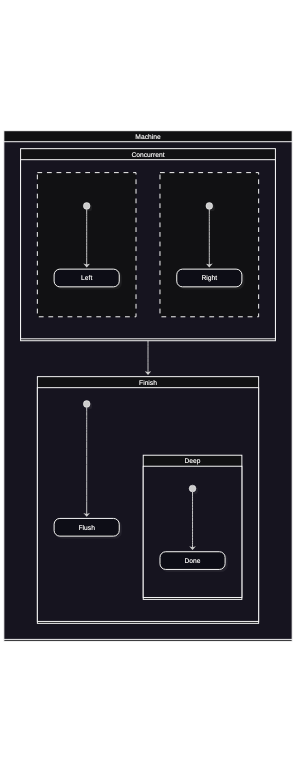 Machine
Concurrent
Left
Right
Finish
Deep
Flush
Done